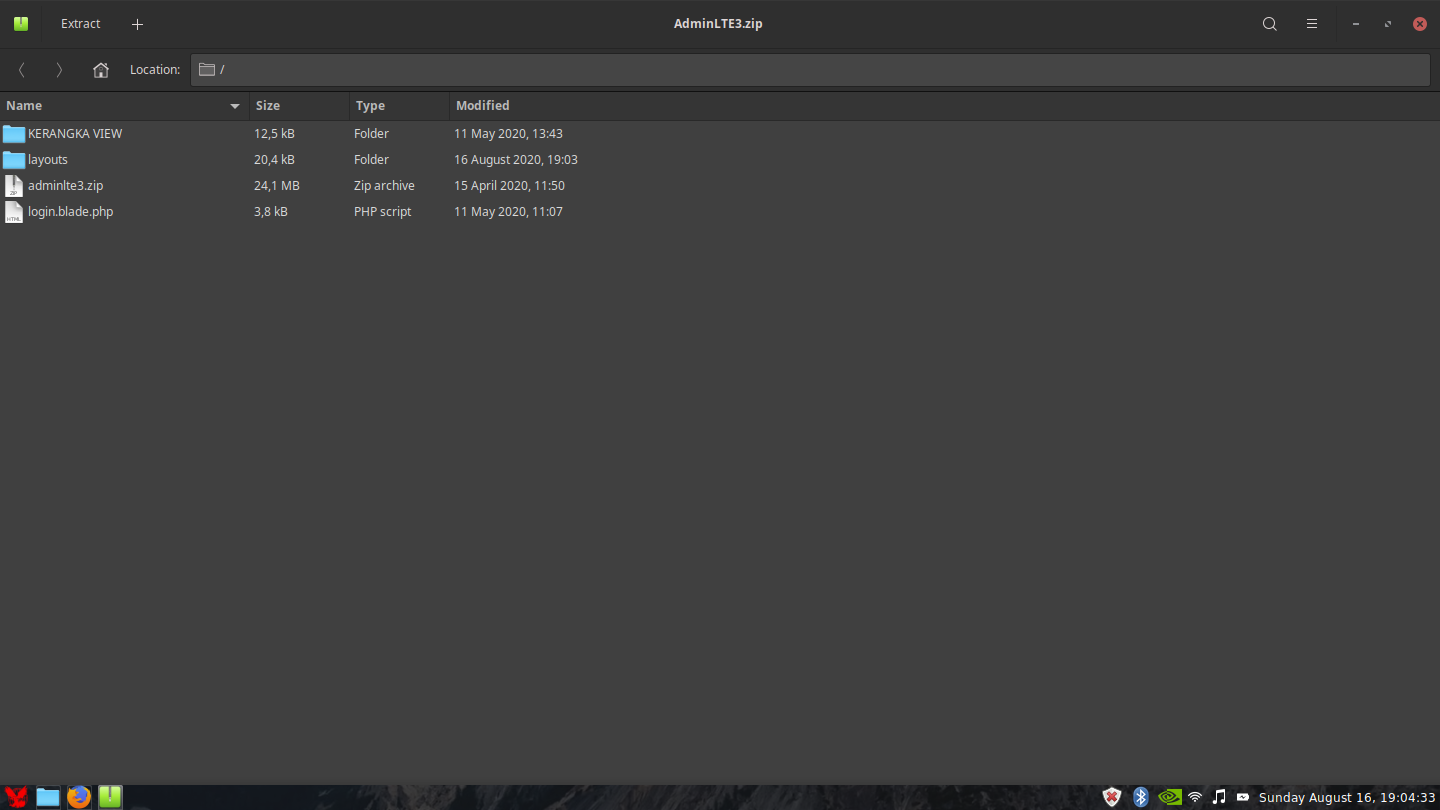 Extract AdminLTE3.zip
Location: /
Name Size Type Modified
KERANGKA VIEW 12,5 kB Folder 11 May 2020, 13:43
layouts 20,4 kB Folder 16 August 2020, 19:03
adminlte3.zip 24,1 MB Zip archive 15 April 2020, 11:50
login.blade.php 3,8 kB PHP script 11 May 2020, 11:07
Sunday August 16, 19:04:33